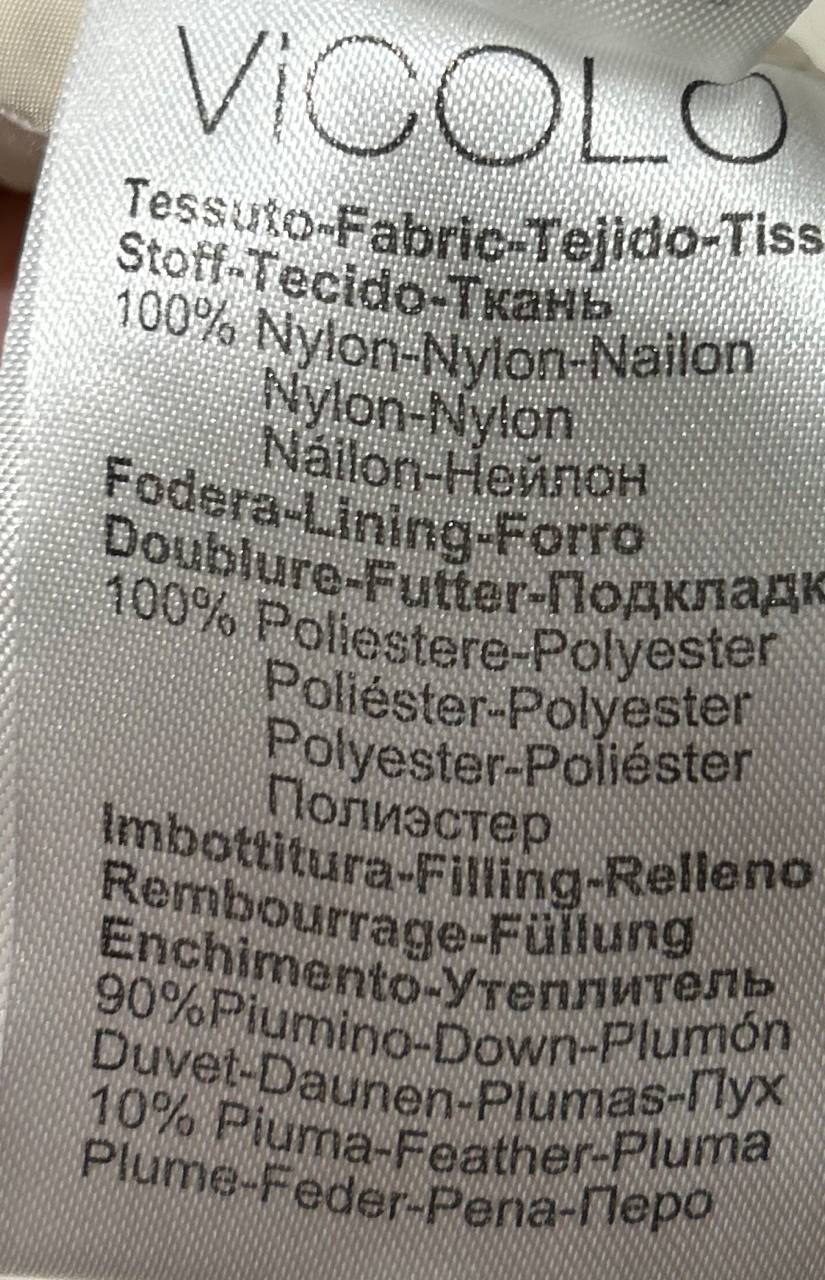 ViCOLO
Tessuto-Fabric-Tejido-Tiss
Stoff-Tecido-Ткань
100% Nylon-Nylon-Nailon
Nylon-Nylon
Náilon-Нейлон
Fodera-Lining-Forro
Doublure-Futter-Подкладк
100% Poliestere-Polyester
Poliéster-Polyester
Polyester-Poliéster
Полиэстер
Imbottitura-Filling-Relleno
Rembourrage-Füllung
Enchimento-Утеплитель
90%Piumino-Down-Plumón
Duvet-Daunen-Plumas-Пух
10% Piuma-Feather-Pluma
Plume-Feder-Pena-Перо